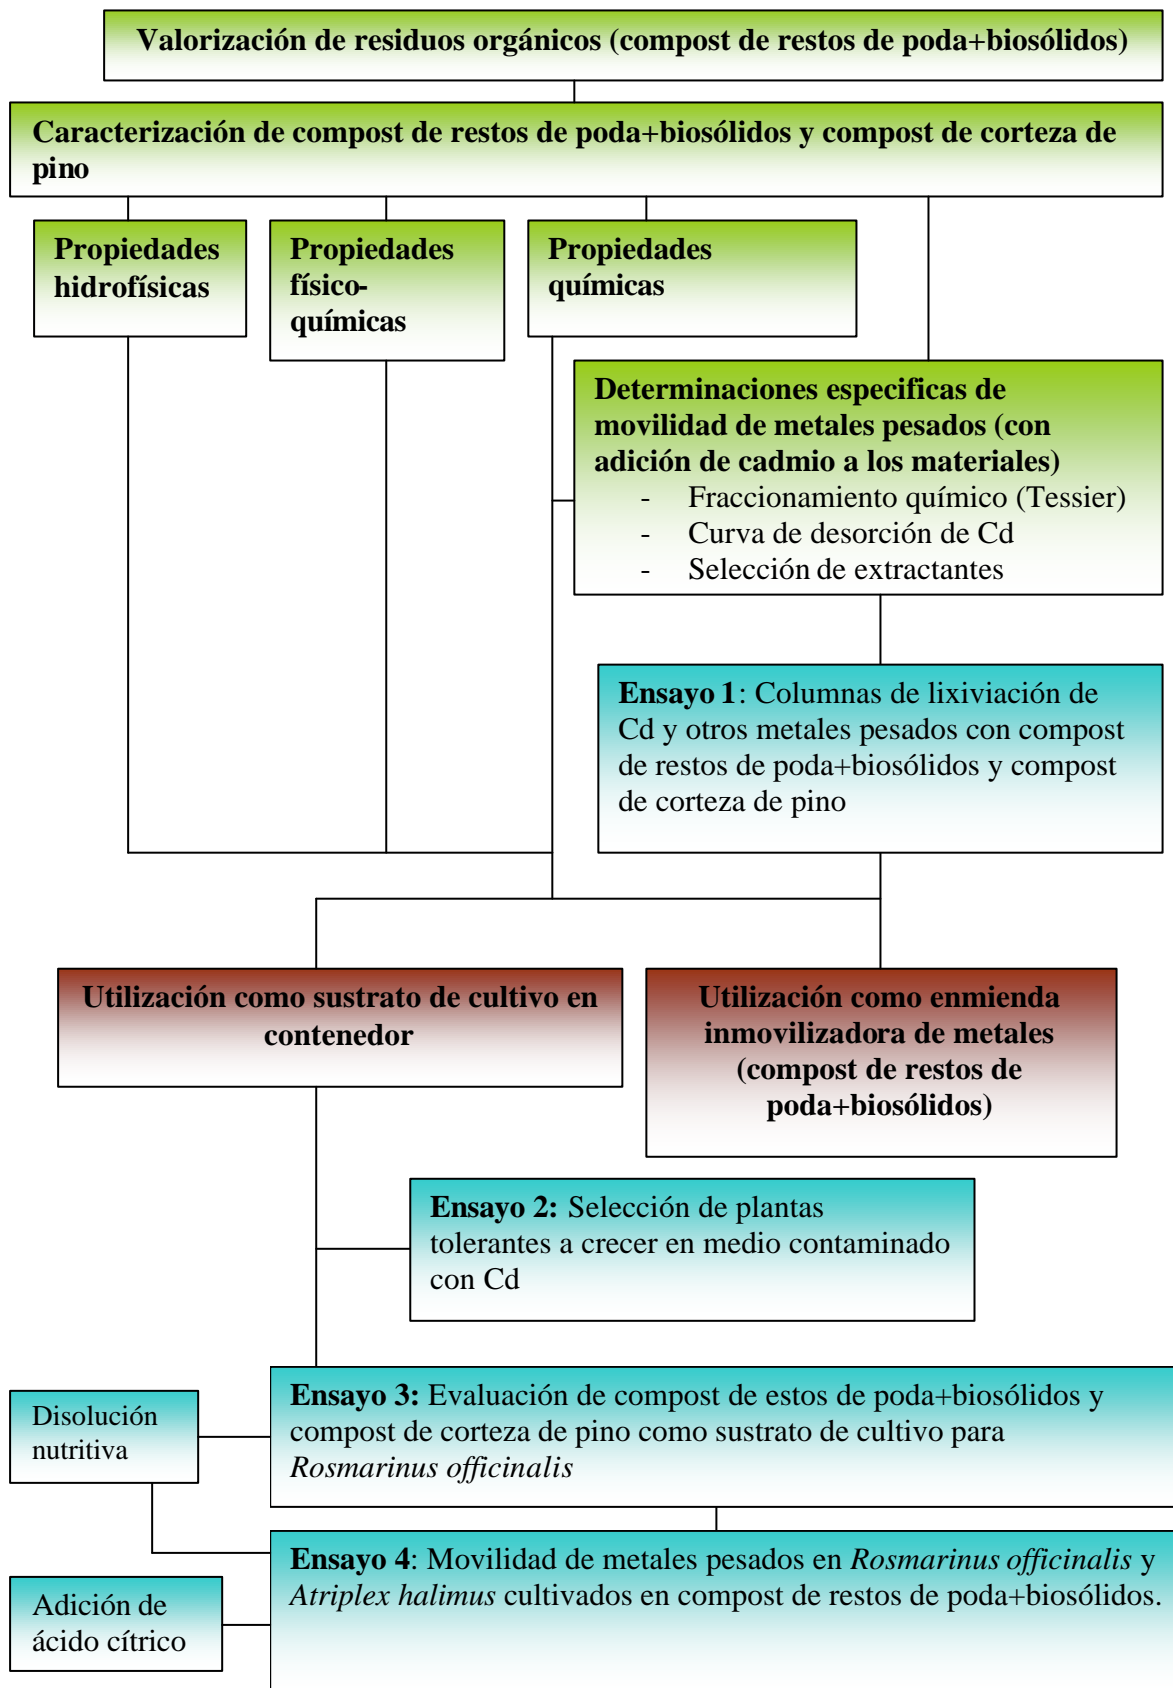 Valorización de residuos orgánicos (compost de restos de poda+biosólidos)
Caracterización de compost de restos de poda+biosólidos y compost de corteza de
pino
Propiedades
hidrofísicas
Propiedades
físico-
químicas
Propiedades
químicas
Determinaciones especificas de
movilidad de metales pesados (con
adición de cadmio a los materiales)
- Fraccionamiento químico (Tessier)
- Curva de desorción de Cd
- Selección de extractantes
Ensayo 1: Columnas de lixiviación de
Cd y otros metales pesados con compost
de restos de poda+biosólidos y compost
de corteza de pino
Utilización como sustrato de cultivo en
contenedor
Utilización como enmienda
inmovilizadora de metales
(compost de restos de
poda+biosólidos)
Ensayo 2: Selección de plantas
tolerantes a crecer en medio contaminado
con Cd
Disolución
nutritiva
Ensayo 3: Evaluación de compost de estos de poda+biosólidos y
compost de corteza de pino como sustrato de cultivo para
Rosmarinus officinalis
Adición de
ácido cítrico
Ensayo 4: Movilidad de metales pesados en Rosmarinus officinalis y
Atriplex halimus cultivados en compost de restos de poda+biosólidos.